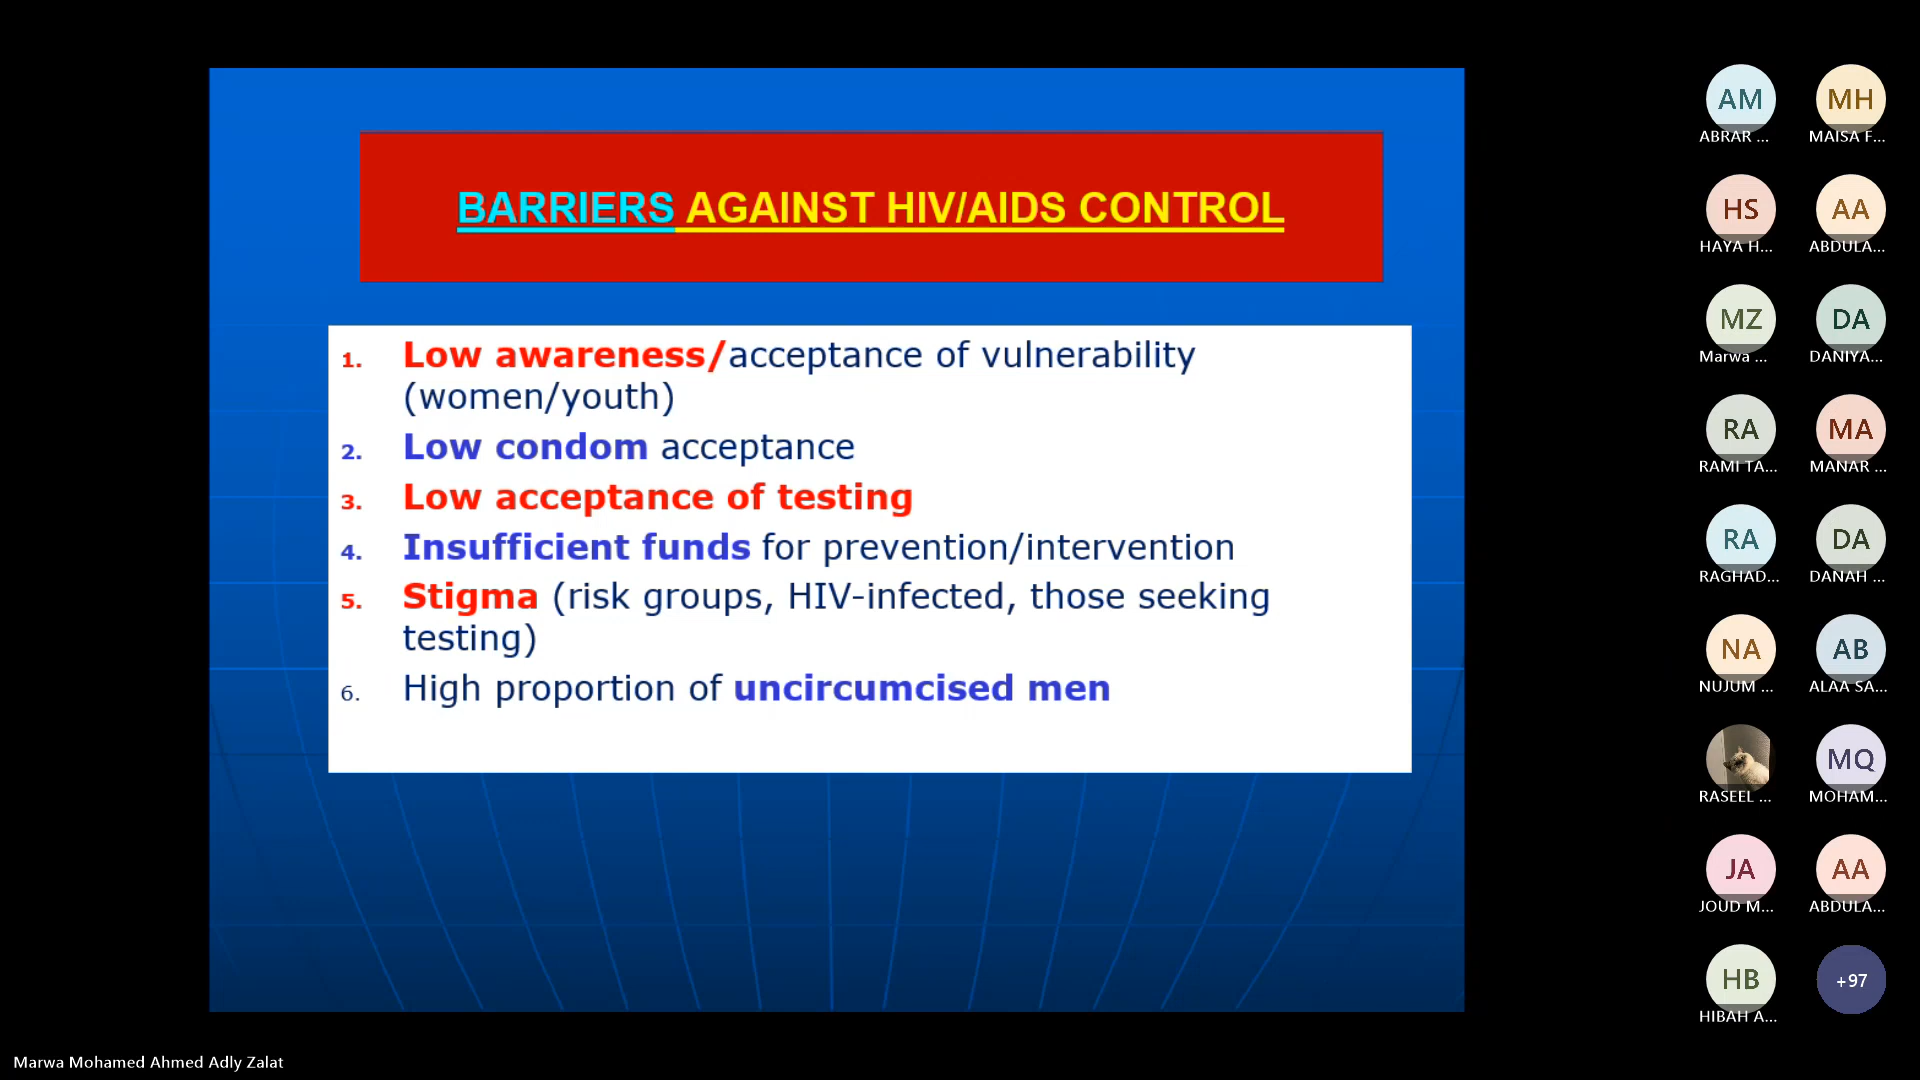 BARRIERS AGAINST HIV/AIDS CONTROL
1. Low awareness/acceptance of vulnerability
(women/youth)
2. Low condom acceptance
3. Low acceptance of testing
4. Insufficient funds for prevention/intervention
5. Stigma (risk groups, HIV-infected, those seeking
testing)
6. High proportion of uncircumcised men
AM
ABRAR ...
MH
MAISA F...
HS
HAYA H...
AA
ABDULA...
MZ
Marwa ...
DA
DANIYA...
RA
RAMI TA...
MA
MANAR ...
RA
RAGHAD...
DA
DANAH ...
NA
NUJUM ...
AB
ALAA SA...
RASEEL ...
MQ
MOHAM...
JA
JOUD M...
AA
ABDULA...
HB
HIBAH A...
+97
Marwa Mohamed Ahmed Adly Zalat